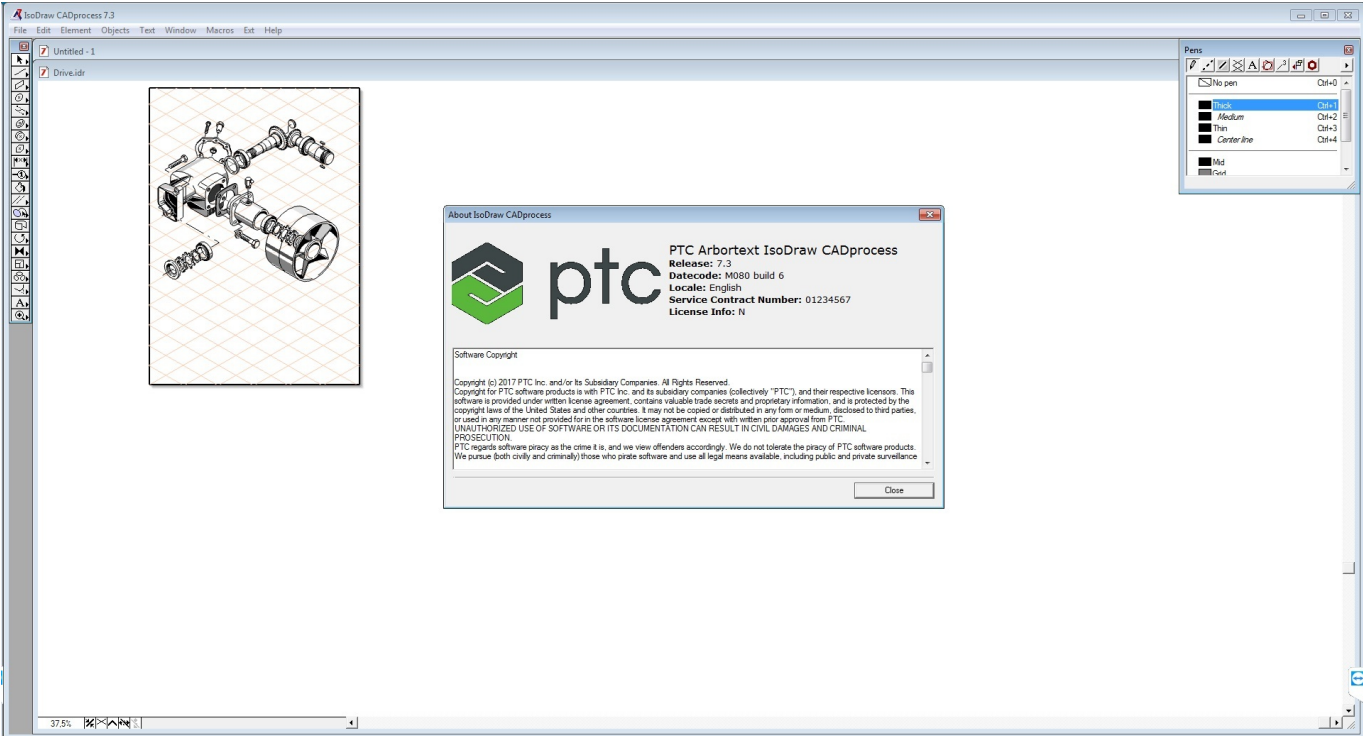 IsoDraw CADprocess 7.3
File Edit Element Objects Text Window Macros Ext Help
7 Untitled - 1
7 Drive.idr
Pens
A
No pen Ctrl+0
Thick Ctrl+1
Medium Ctrl+2
Thin Ctrl+3
Center line Ctrl+4
Mid
Grid
A
About IsoDraw CADprocess
ptc
PTC Arbortext IsoDraw CADprocess
Release: 7.3
Datecode: M080 build 6
Locale: English
Service Contract Number: 01234567
License Info: N
Software Copyright
Copyright (c) 2017 PTC Inc. and/or Its Subsidiary Companies. All Rights Reserved.
Copyright for PTC software products is with PTC Inc. and its subsidiary companies (collectively "PTC"), and their respective licensors. This
software is provided under written license agreement, contains valuable trade secrets and proprietary information, and is protected by the
copyright laws of the United States and other countries. It may not be copied or distributed in any form or medium, disclosed to third parties,
or used in any manner not provided for in the software license agreement except with written prior approval from PTC.
UNAUTHORIZED USE OF SOFTWARE OR ITS DOCUMENTATION CAN RESULT IN CIVIL DAMAGES AND CRIMINAL
PROSECUTION.
PTC regards software piracy as the crime it is, and we view offenders accordingly. We do not tolerate the piracy of PTC software products.
We pursue (both civilly and criminally) those who pirate software and use all legal means available, including public and private surveillance
Close
37,5%